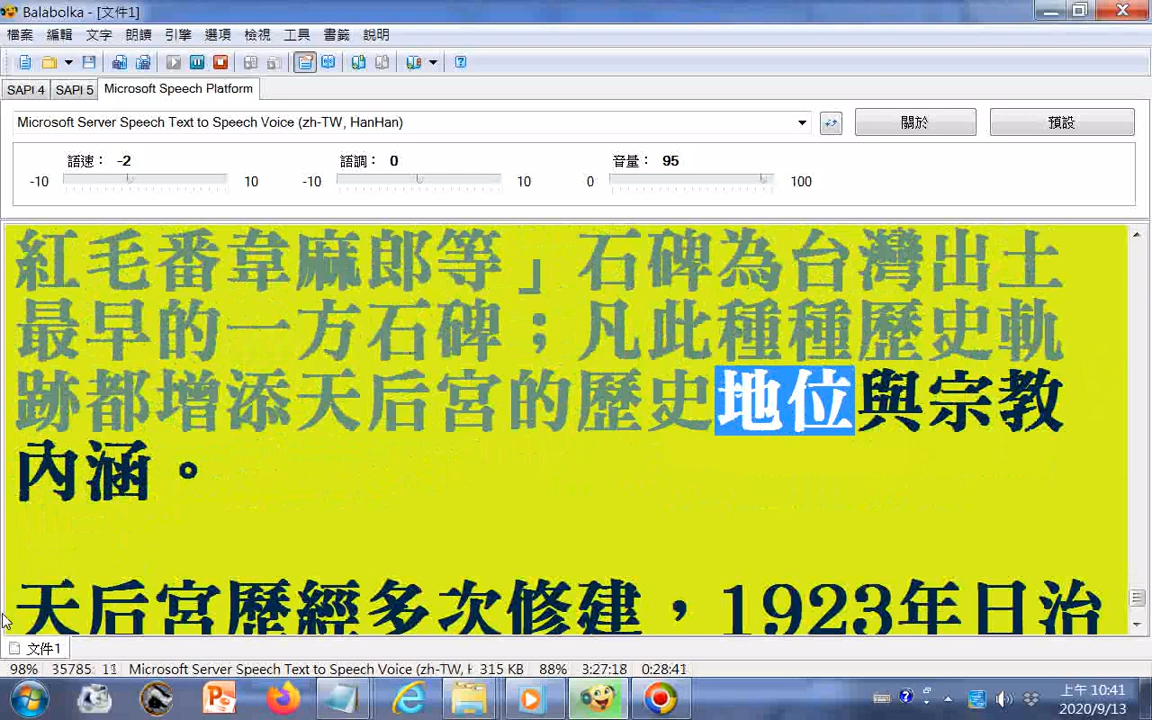 Balabolka - [文件1]
檔案 編輯 文字 朗讀 引擎 選項 檢視 工具 書籤 說明
SAPI 4 SAPI 5 Microsoft Speech Platform
Microsoft Server Speech Text to Speech Voice (zh-TW, HanHan) 關於 預設
語速： -2 語調： 0 音量： 95
-10 10 -10 10 0 100
紅毛番韋麻郎等」石碑為台灣出土
最早的一方石碑；凡此種種歷史軌
跡都增添天后宮的歷史地位與宗教
內涵。
天后宮歷經多次修建，1923年日治
文件1
98% 35785: 11 Microsoft Server Speech Text to Speech Voice (zh-TW, H 315 KB 88% 3:27:18 0:28:41
上午 10:41
2020/9/13